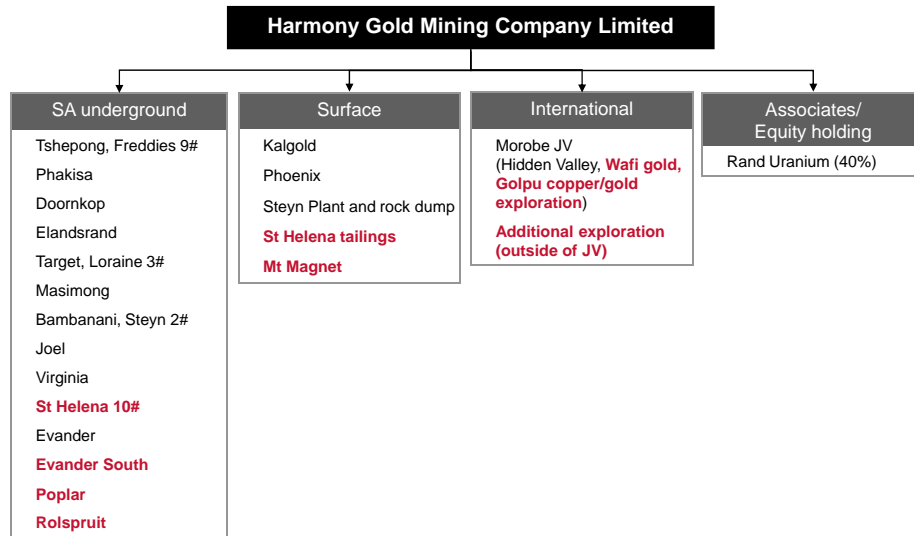 Harmony Gold Mining Company Limited
SA underground
Tshepong, Freddies 9#
Phakisa
Doornkop
Elandsrand
Target, Loraine 3#
Masimong
Bambanani, Steyn 2#
Joel
Virginia
St Helena 10#
Evander
Evander South
Poplar
Rolspruit
Surface
Kalgold
Phoenix
Steyn Plant and rock dump
St Helena tailings
Mt Magnet
International
Morobe JV
(Hidden Valley, Wafi gold,
Golpu copper/gold
exploration)
Additional exploration
(outside of JV)
Associates/
Equity holding
Rand Uranium (40%)